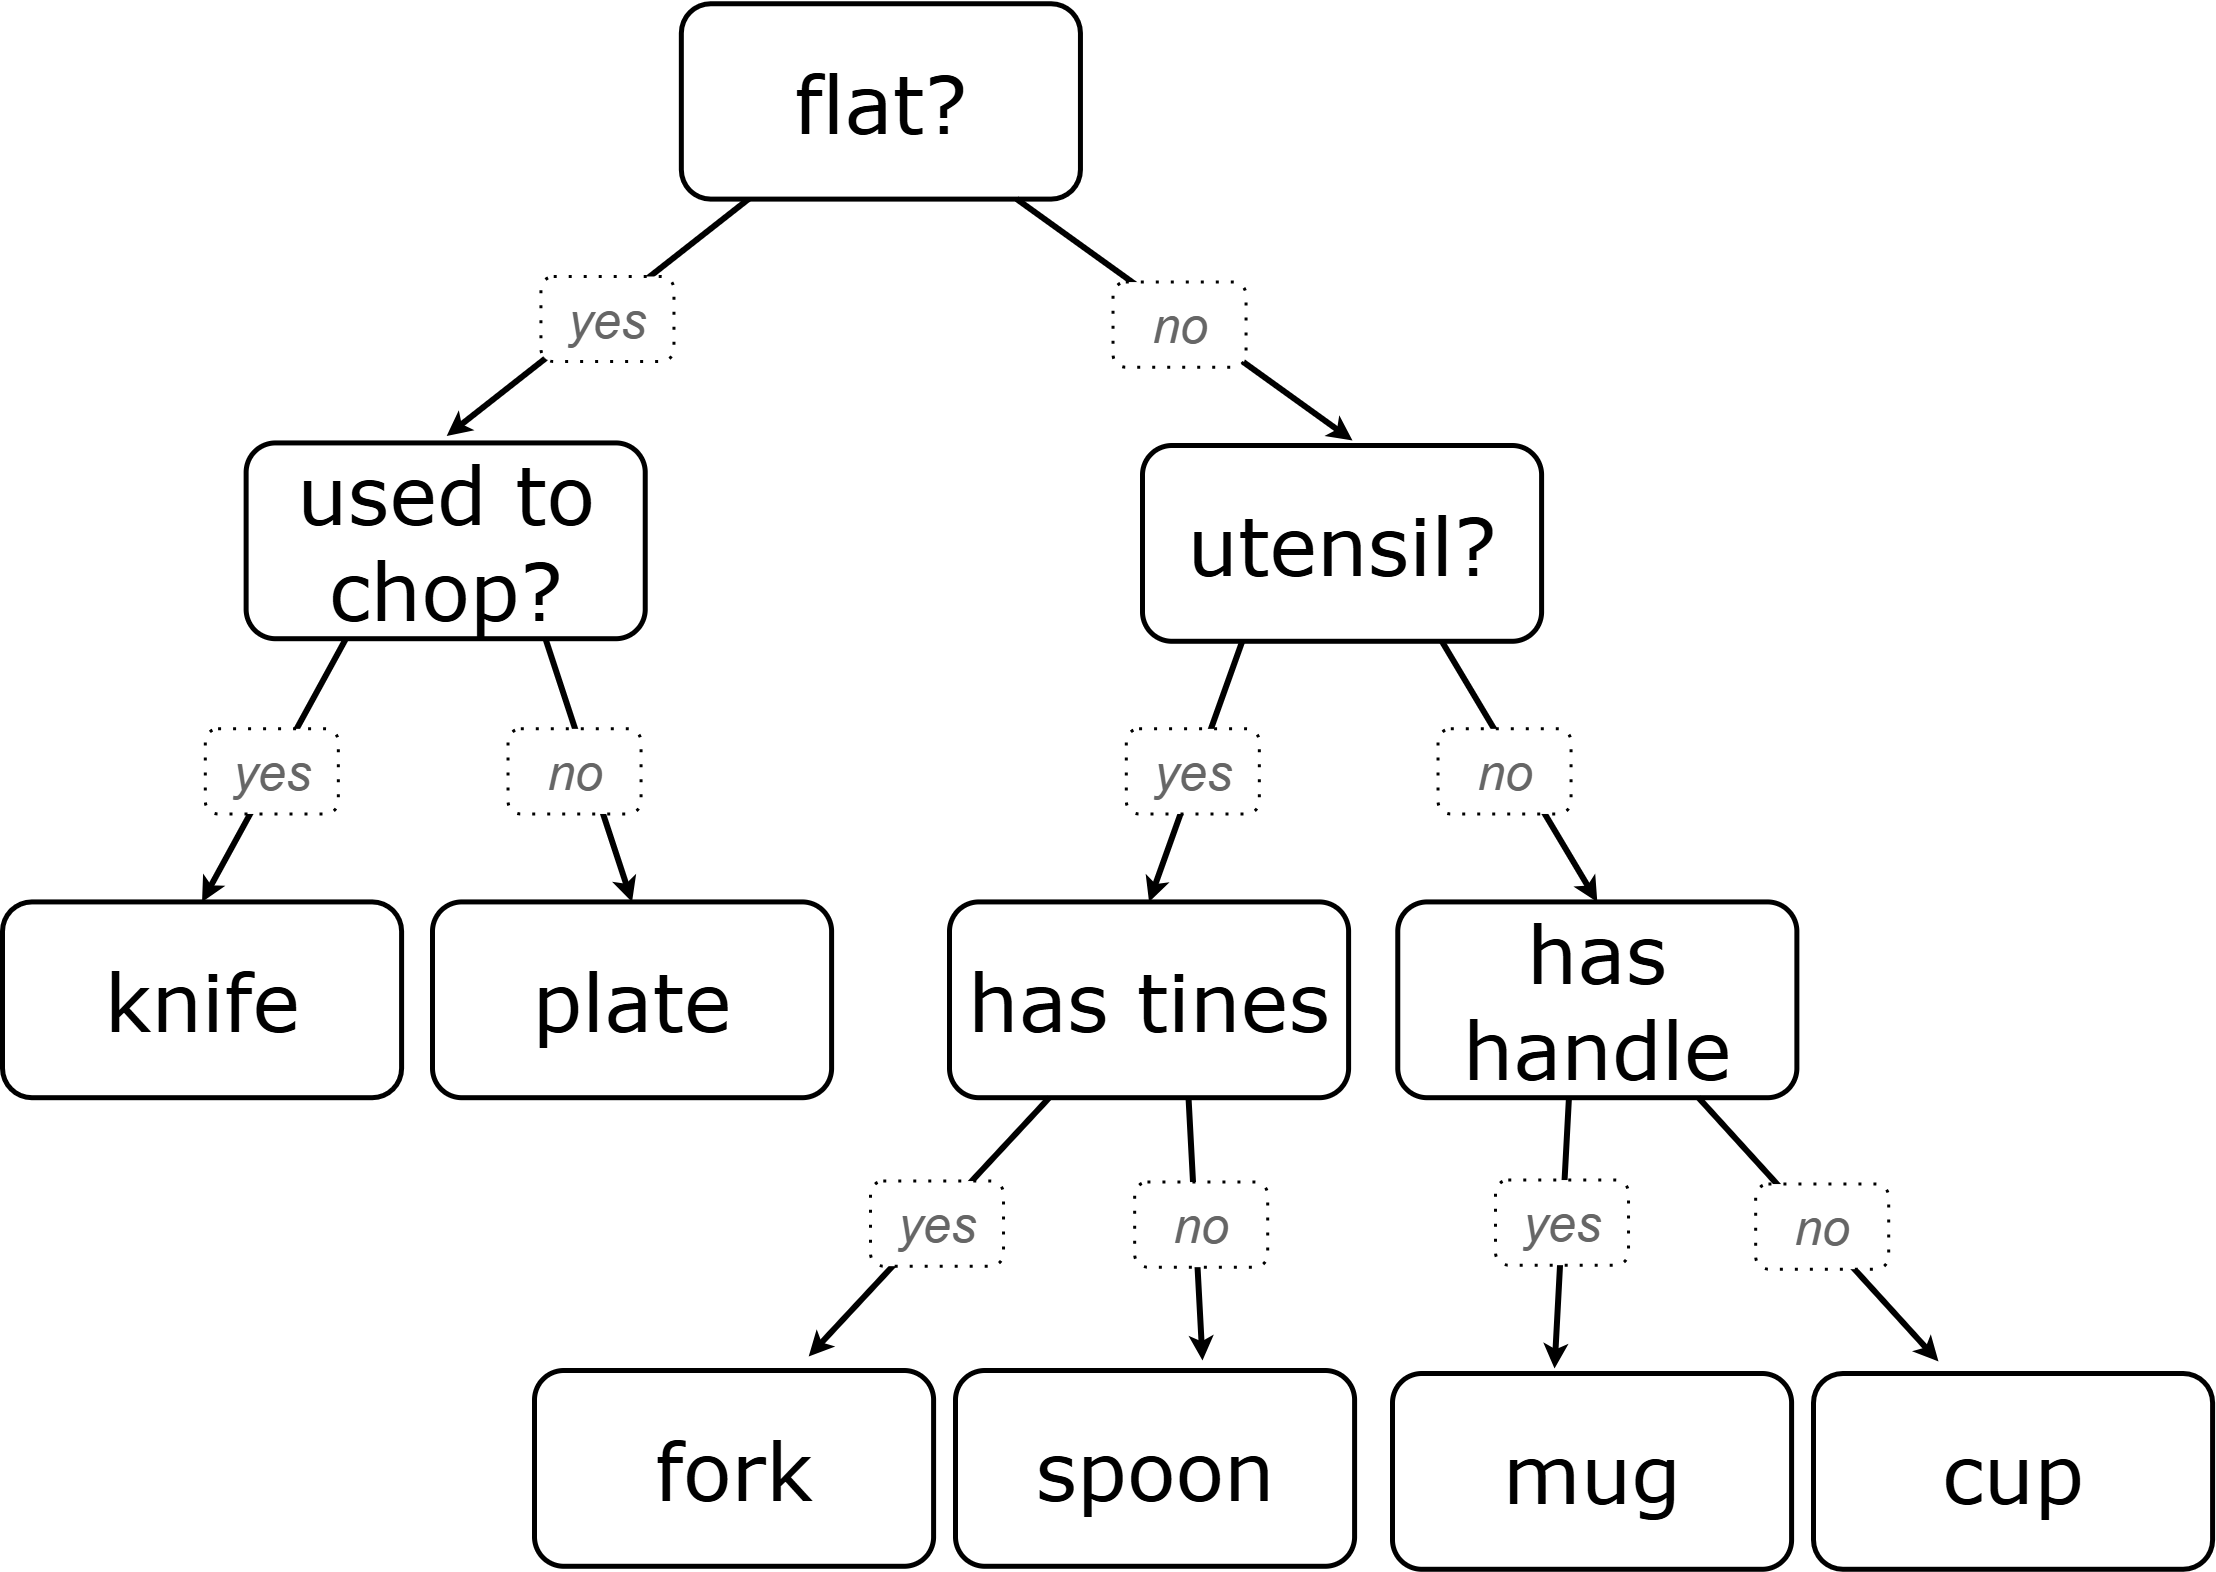 flat?
yes
no
used to
chop?
utensil?
yes
no
yes
no
knife
plate
has tines
has
handle
yes
no
yes
no
fork
spoon
mug
cup